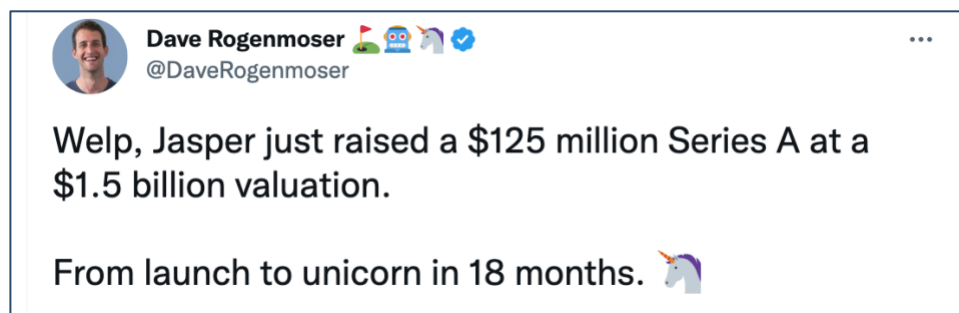 Dave Rogenmoser ⛳🤖🦄
@DaveRogenmoser
Welp, Jasper just raised a $125 million Series A at a
$1.5 billion valuation.
From launch to unicorn in 18 months. 🦄